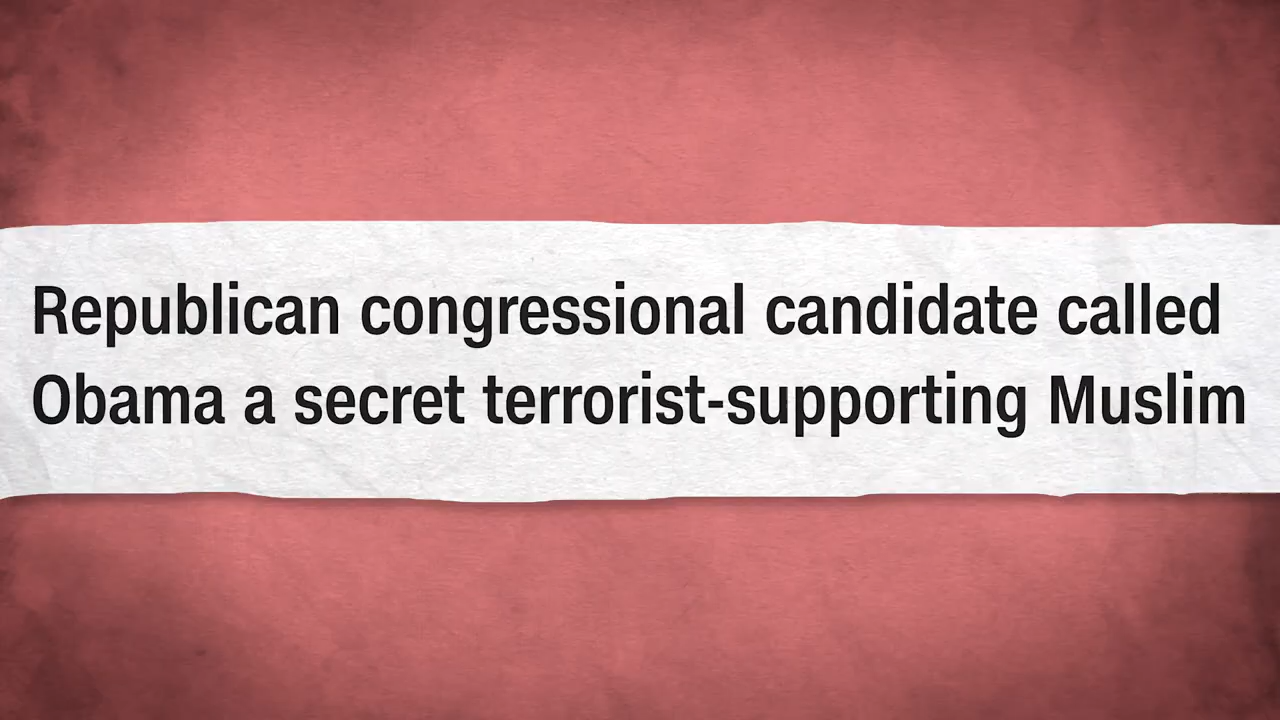 Republican congressional candidate called
Obama a secret terrorist-supporting Muslim